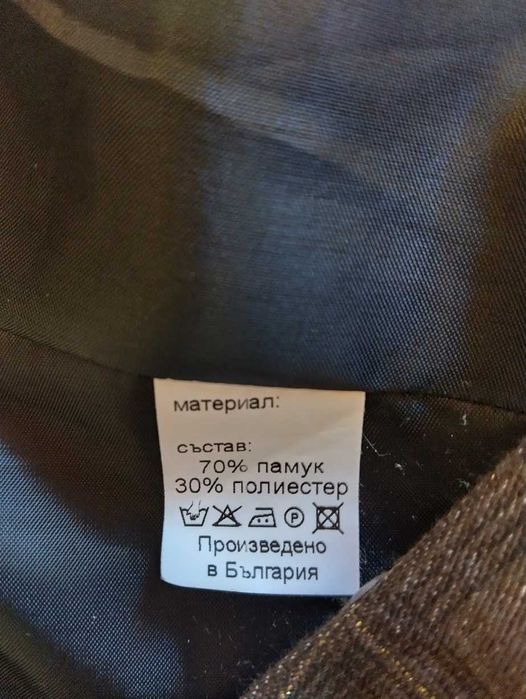 материал:
състав:
70% памук
30% полиестер
P
Произведено
в България